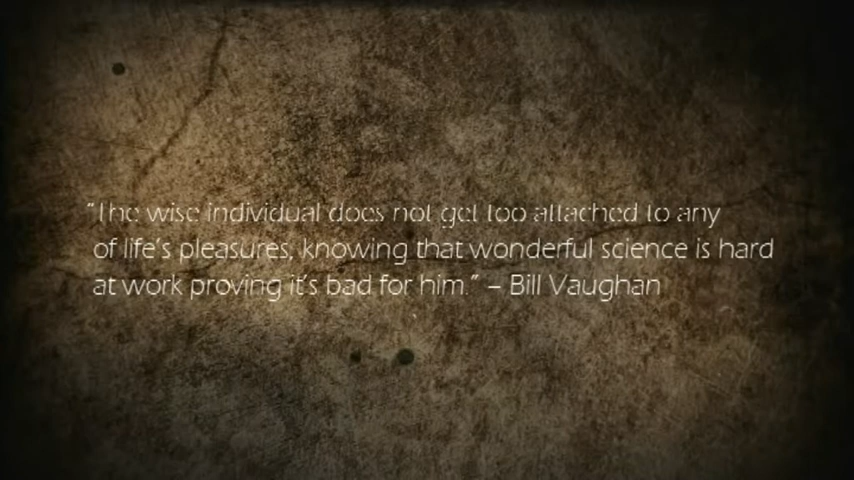 "The wise individual does not get too attached to any
of life's pleasures, knowing that wonderful science is hard
at work proving it's bad for him." – Bill Vaughan